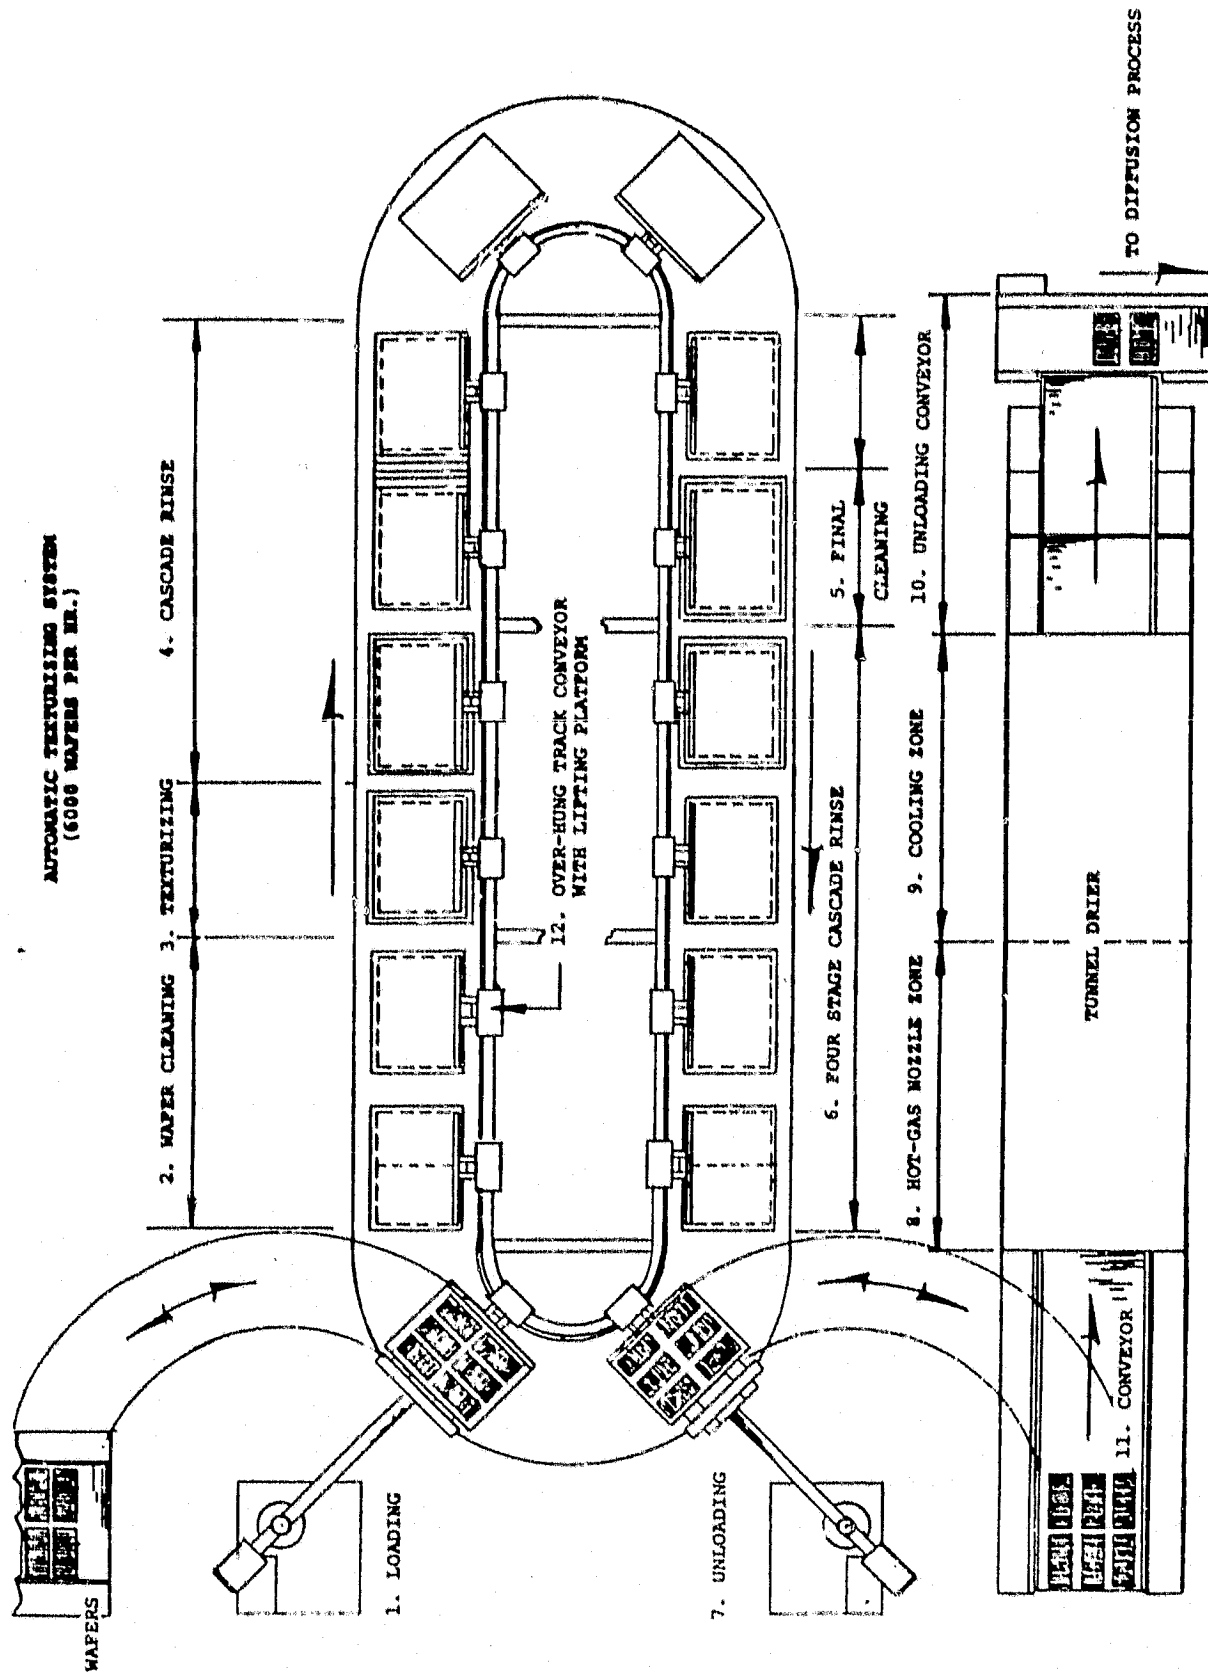 AUTOMATIC TEXTURISING SYSTEM
(6000 WAFERS PER HR.)
WAFERS
2. WAFER CLEANING
3. TEXTURIZING
4. CASCADE RINSE
1. LOADING
12. OVER-HUNG TRACK CONVEYOR
WITH LIFTING PLATFORM
7. UNLOADING
6. FOUR STAGE CASCADE RINSE
5. FINAL
CLEANING
8. HOT-GAS NOZZLE ZONE
9. COOLING ZONE
10. UNLOADING CONVEYOR
11. CONVEYOR
TUNNEL DRIER
TO DIFFUSION PROCESS